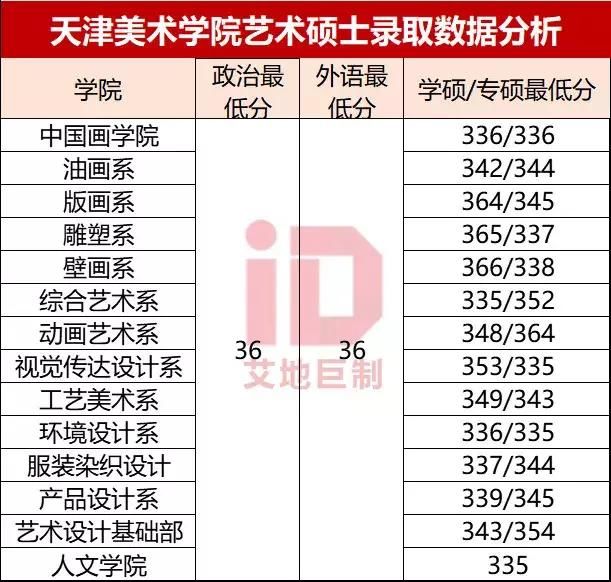 天津美术学院艺术硕士录取数据分析
学院 政治最低分 外语最低分 学硕/专硕最低分
中国画学院 336/336
油画系 342/344
版画系 364/345
雕塑系 365/337
壁画系 366/338
综合艺术系 335/352
动画艺术系 348/364
视觉传达设计系 36 36 353/335
工艺美术系 349/343
环境设计系 336/335
服装染织设计 337/344
产品设计系 339/345
艺术设计基础部 343/354
人文学院 335
iD
艾地巨制